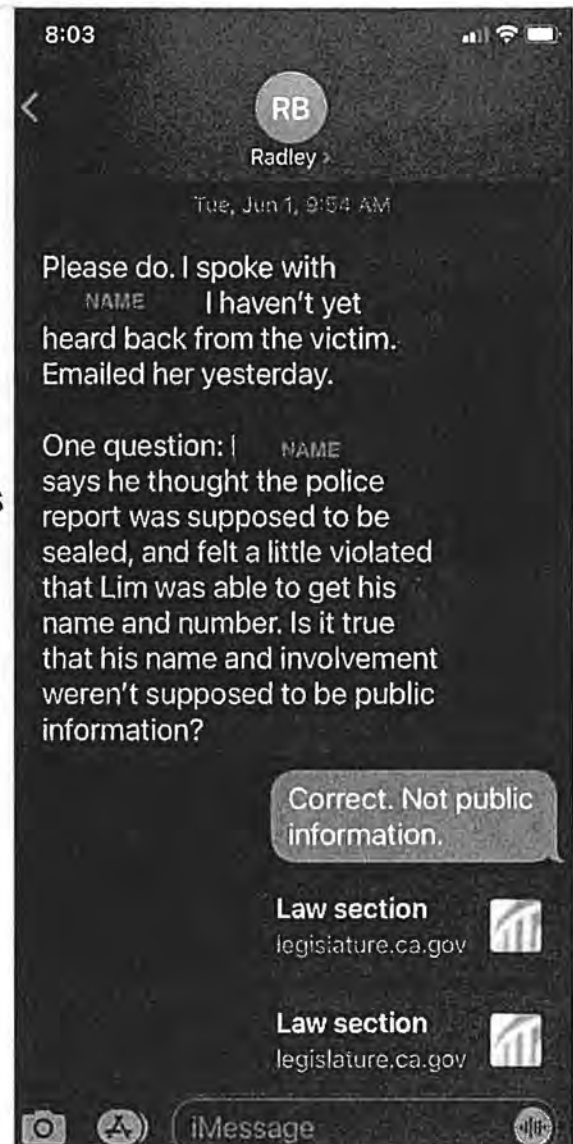 8:03
RB
Radley >
Tue, Jun 1, 9:54 AM
Please do. I spoke with
NAME I haven't yet
heard back from the victim.
Emailed her yesterday.
One question: NAME
says he thought the police
report was supposed to be
sealed, and felt a little violated
that Lim was able to get his
name and number. Is it true
that his name and involvement
weren't supposed to be public
information?
Correct. Not public
information.
Law section
legislature.ca.gov
Law section
legislature.ca.gov
iMessage
s